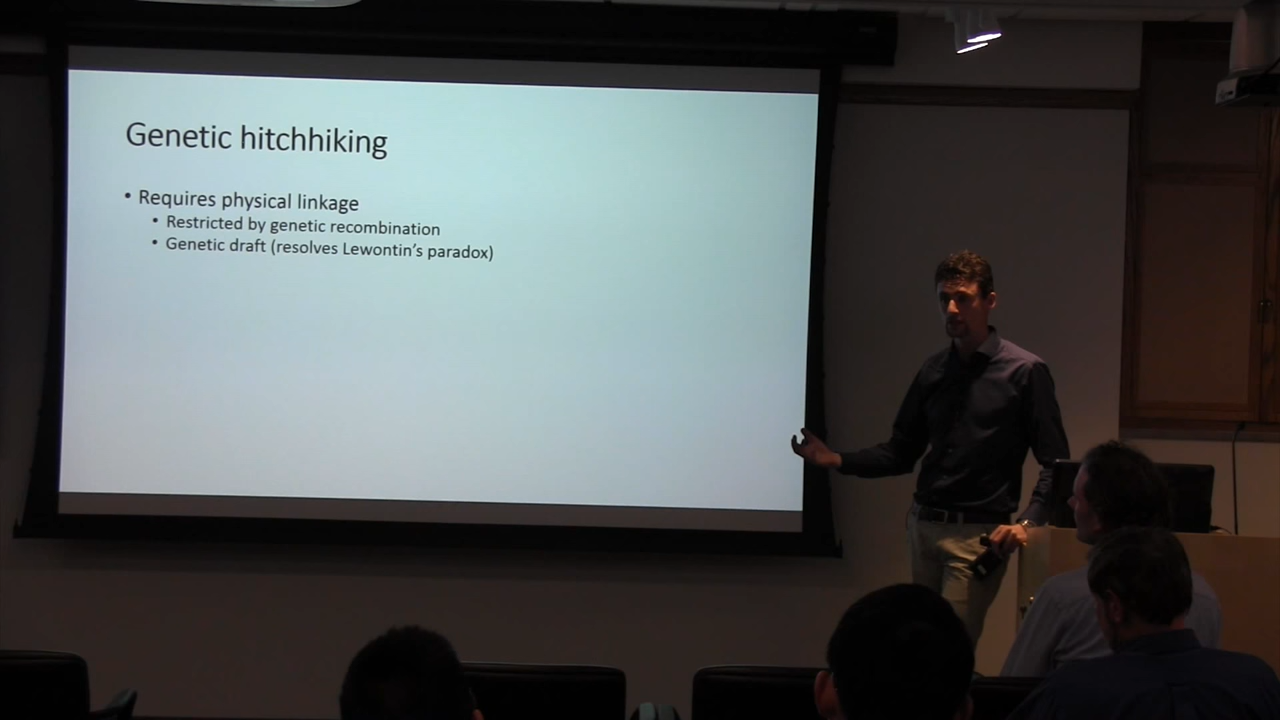 Genetic hitchhiking
• Requires physical linkage
• Restricted by genetic recombination
• Genetic draft (resolves Lewontin's paradox)